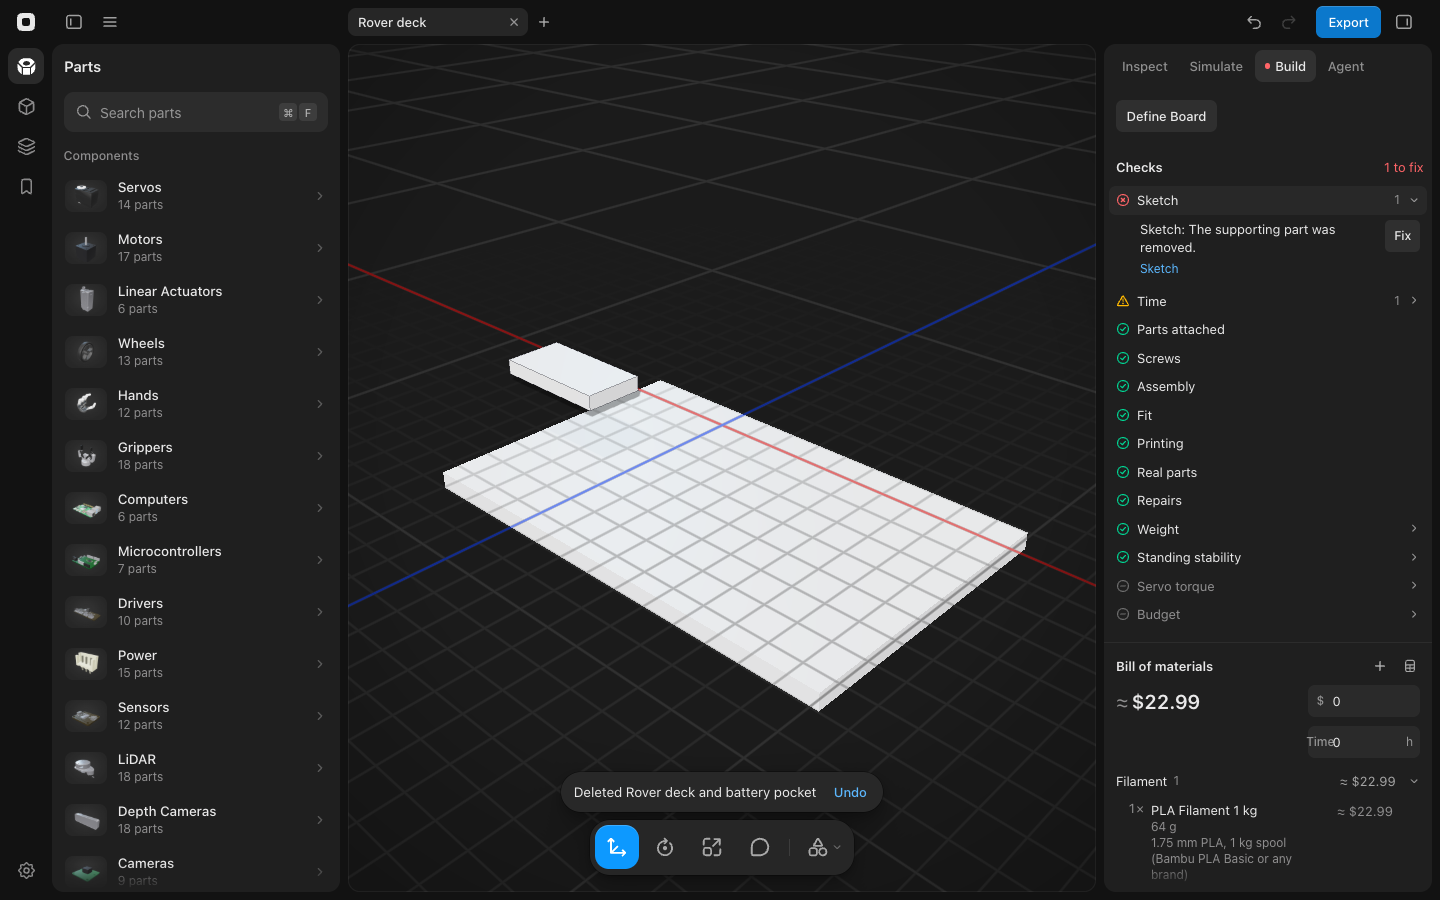 Rover deck
Export
Parts
Search parts
⌘ F
Components
Servos
14 parts
Motors
17 parts
Linear Actuators
6 parts
Wheels
13 parts
Hands
12 parts
Grippers
18 parts
Computers
6 parts
Microcontrollers
7 parts
Drivers
10 parts
Power
15 parts
Sensors
12 parts
LiDAR
18 parts
Depth Cameras
18 parts
Cameras
9 parts
Deleted Rover deck and battery pocket Undo
Inspect Simulate Build Agent
Define Board
Checks 1 to fix
Sketch 1
Sketch: The supporting part was
removed.
Fix
Sketch
Time 1
Parts attached
Screws
Assembly
Fit
Printing
Real parts
Repairs
Weight
Standing stability
Servo torque
Budget
Bill of materials
≈ $22.99
$ 0
Time 0 h
Filament 1 ≈ $22.99
1× PLA Filament 1 kg ≈ $22.99
64 g
1.75 mm PLA, 1 kg spool
(Bambu PLA Basic or any
brand)